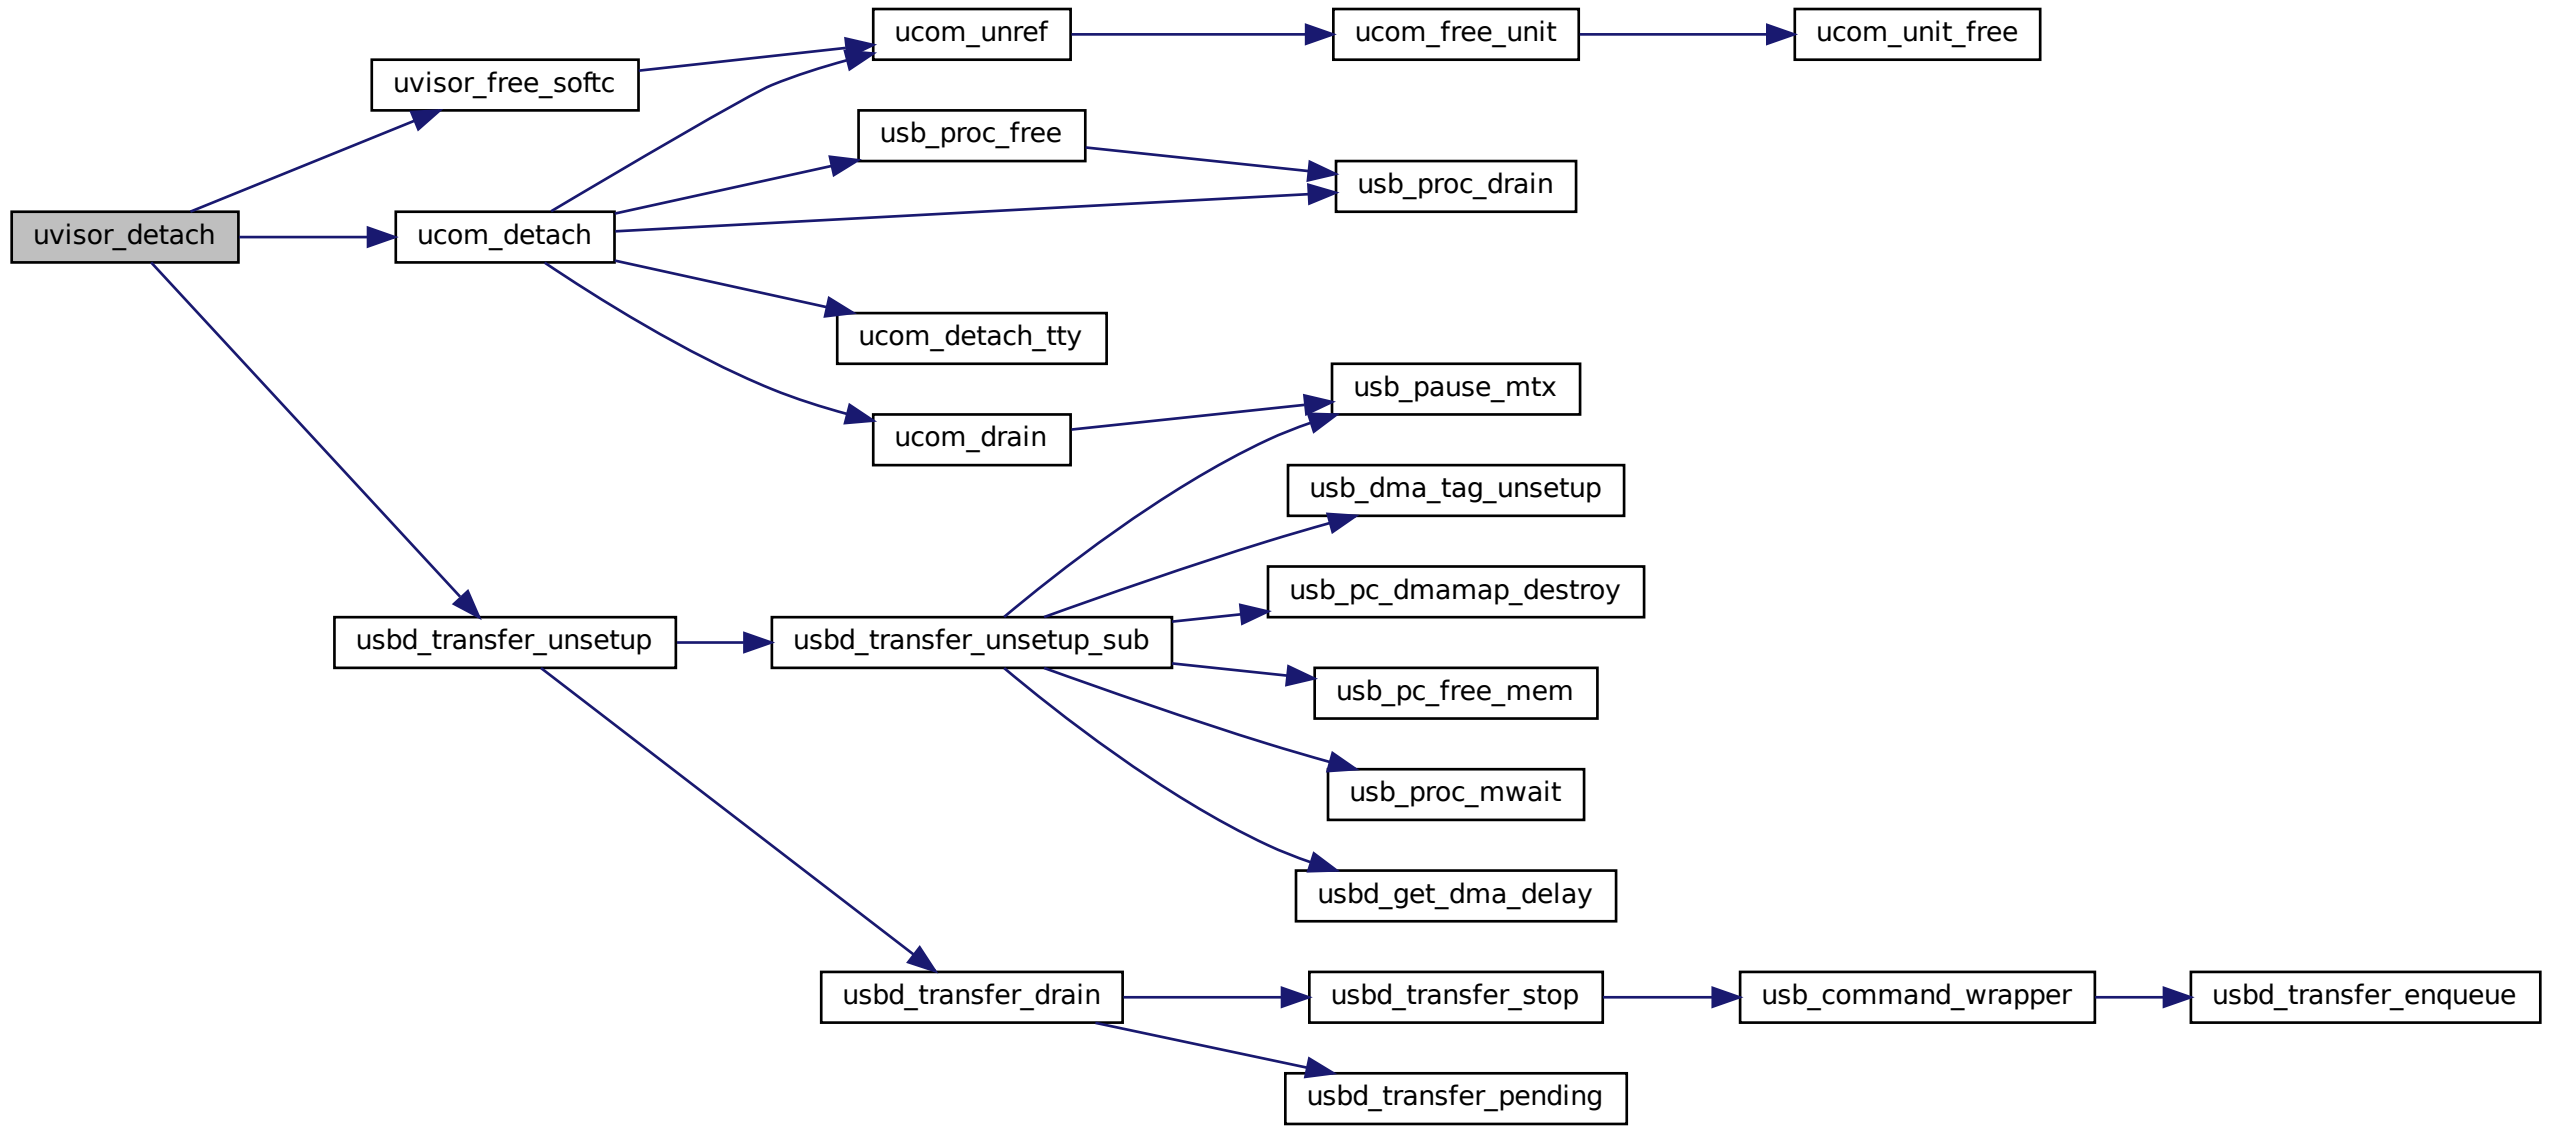 ucom_unref
ucom_free_unit
ucom_unit_free
uvisor_free_softc
usb_proc_free
usb_proc_drain
uvisor_detach
ucom_detach
ucom_detach_tty
usb_pause_mtx
ucom_drain
usb_dma_tag_unsetup
usb_pc_dmamap_destroy
usbd_transfer_unsetup
usbd_transfer_unsetup_sub
usb_pc_free_mem
usb_proc_mwait
usbd_get_dma_delay
usbd_transfer_drain
usbd_transfer_stop
usb_command_wrapper
usbd_transfer_enqueue
usbd_transfer_pending